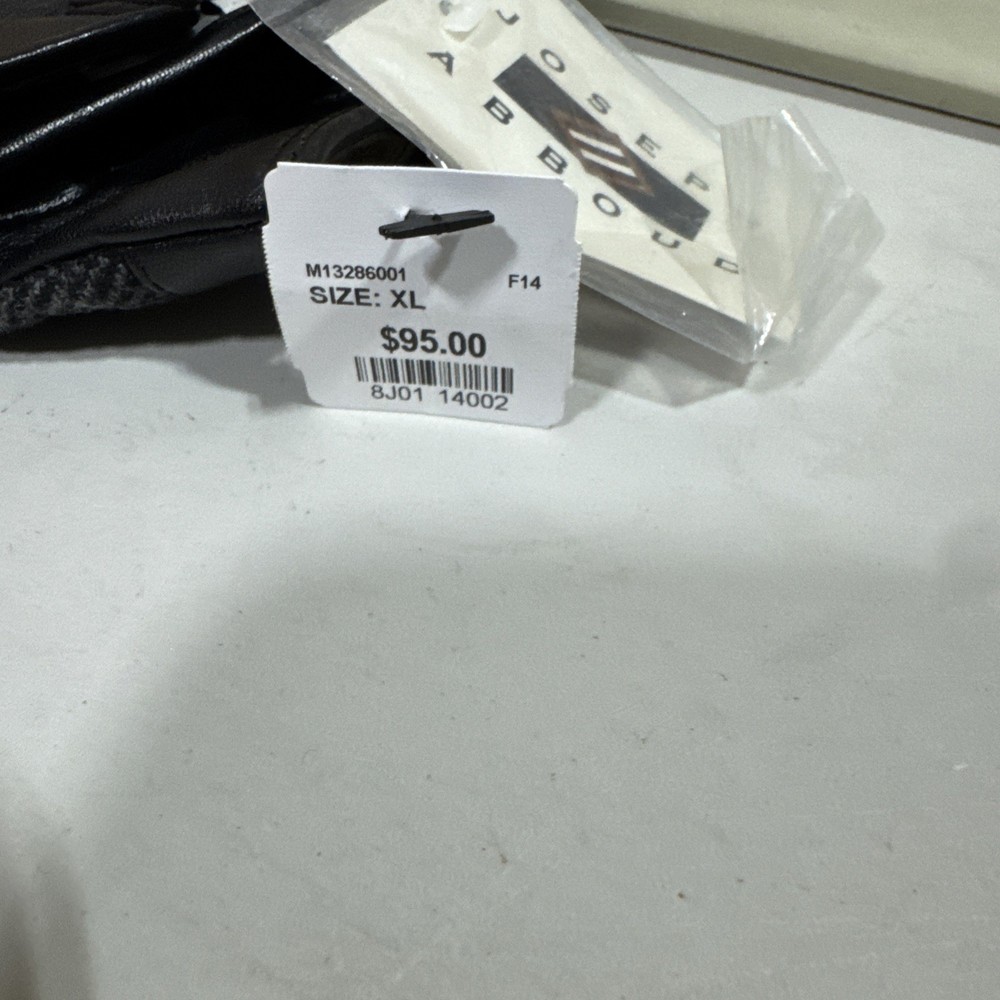 JOSEP
ABBOUD
M13286001 F14
SIZE: XL
$95.00
8J01 14002